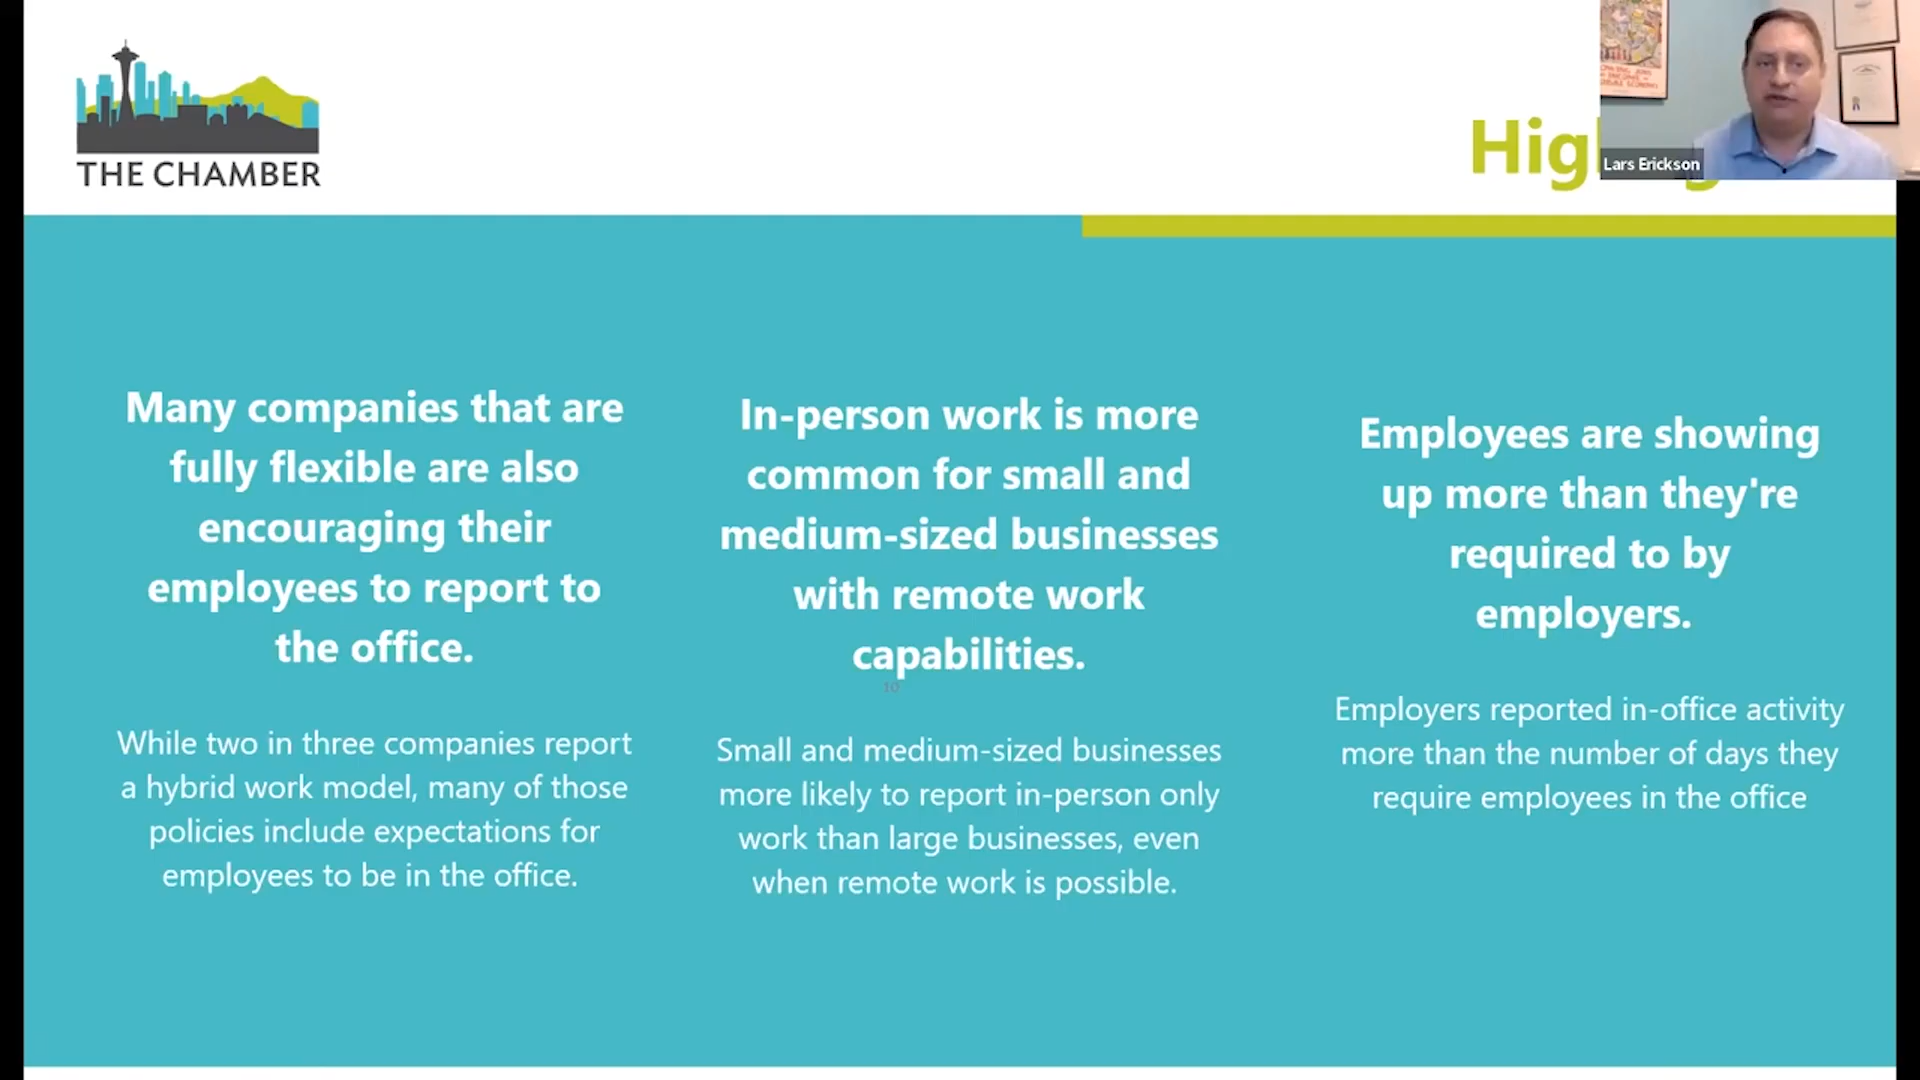 THE CHAMBER
Lars Erickson
Many companies that are
fully flexible are also
encouraging their
employees to report to
the office.
While two in three companies report
a hybrid work model, many of those
policies include expectations for
employees to be in the office.
In-person work is more
common for small and
medium-sized businesses
with remote work
capabilities.
10
Small and medium-sized businesses
more likely to report in-person only
work than large businesses, even
when remote work is possible.
Employees are showing
up more than they're
required to by
employers.
Employers reported in-office activity
more than the number of days they
require employees in the office